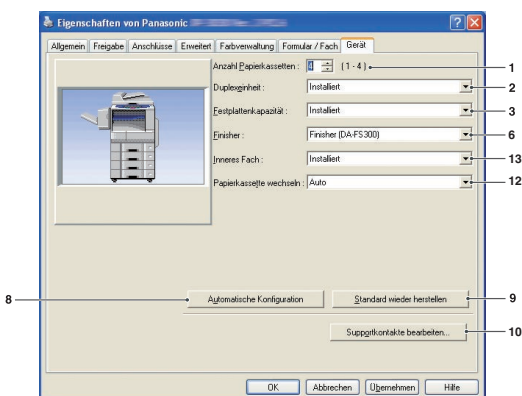 Eigenschaften von Panasonic
Allgemein Freigabe Anschlüsse Erweitert Farbverwaltung Formular / Fach Gerät
Anzahl Papierkassetten : 4 (1 - 4) 1
Duplexeinheit : Installiert 2
Festplattenkapazität : Installiert 3
Finisher : Finisher (DA-FS300) 6
Inneres Fach : Installiert 13
Papierkassette wechseln : Auto 12
8 Automatische Konfiguration Standard wieder herstellen 9
Supportkontakte bearbeiten... 10
OK Abbrechen Übernehmen Hilfe